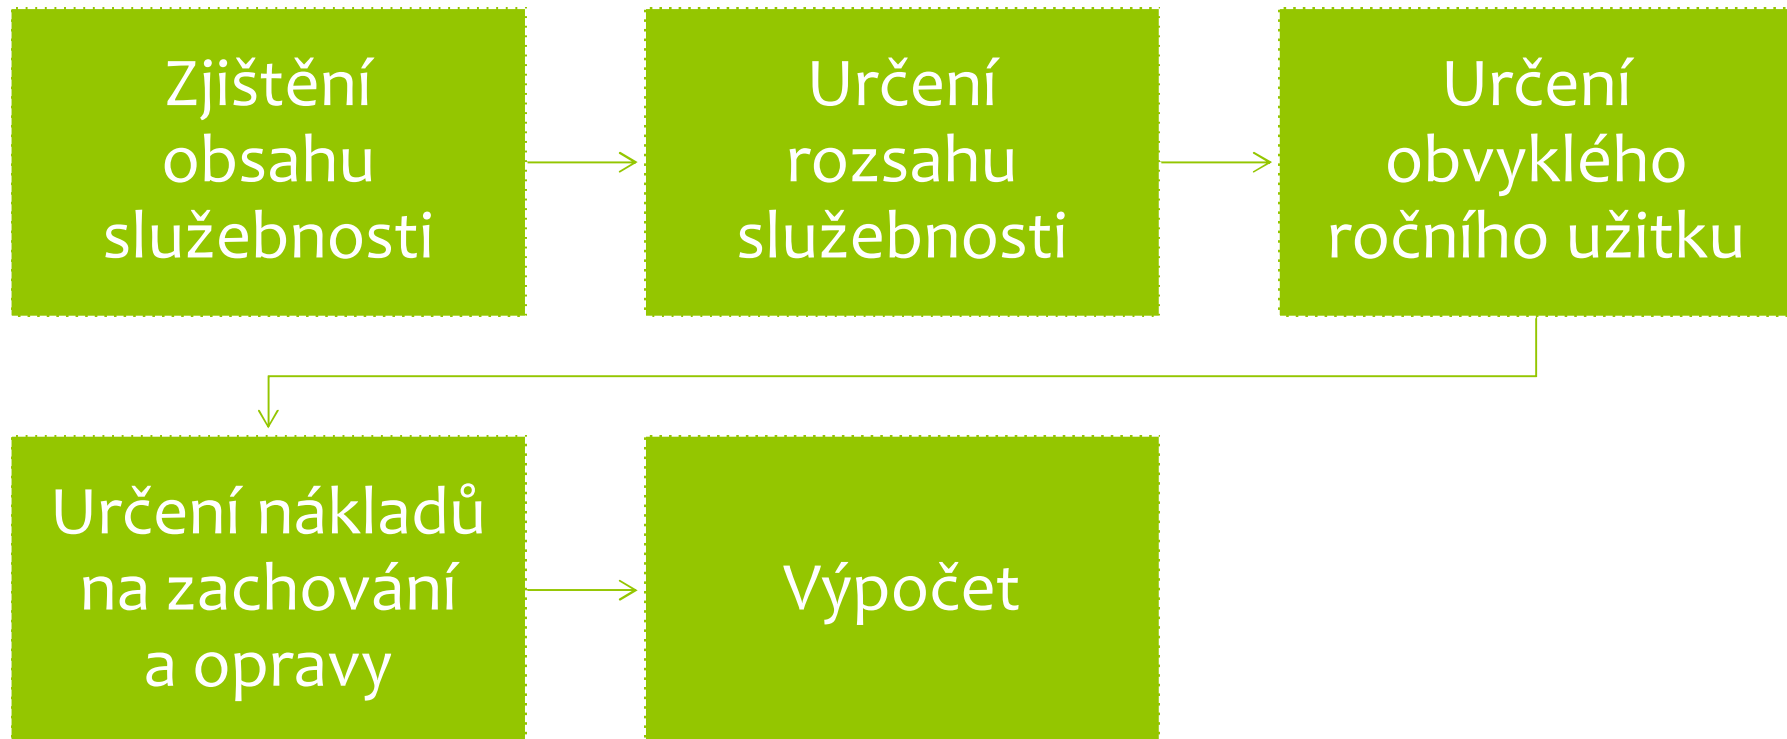 Zjištění
obsahu
služebnosti
Určení
rozsahu
služebnosti
Určení
obvyklého
ročního užitku
Určení nákladů
na zachování
a opravy
Výpočet